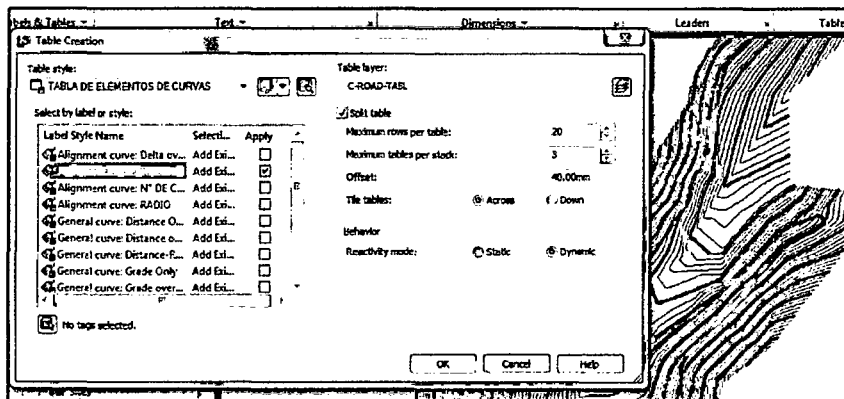 bels & Tables Text Dimensions Leaders Table
Table Creation
Table style:
TABLA DE ELEMENTOS DE CURVAS
Table layer:
C-ROAD-TABL
Select by label or style:
Split table
Label Style Name Selecti... Apply
Maximum rows per table: 20
Alignment curve: Delta ov... Add Exi...
Maximum tables per stack: 3
Add Exi...
Offset: 40.00mm
Alignment curve: N° DE C... Add Exi...
Alignment curve: RADIO Add Exi...
Tile tables: Across Down
General curve: Distance O... Add Exi...
General curve: Distance o... Add Exi...
Behavior
General curve: Distance-R... Add Exi...
Reactivity mode: Static Dynamic
General curve: Grade Only Add Exi...
General curve: Grade over... Add Exi...
No tags selected.
OK Cancel Help